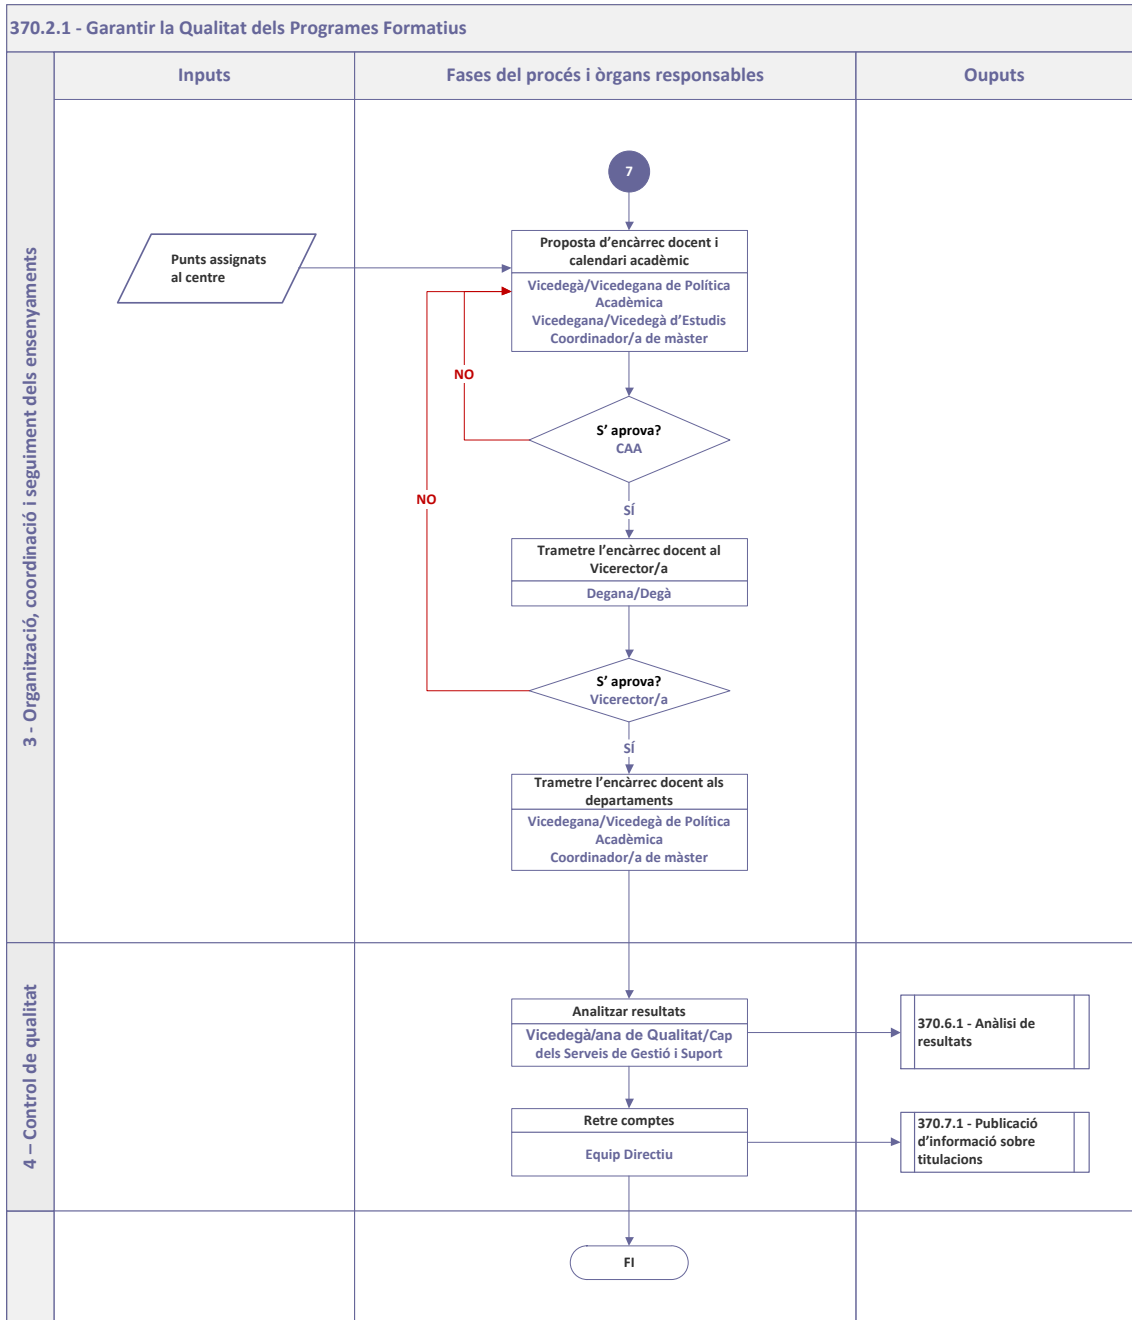 370.2.1 - Garantir la Qualitat dels Programes Formatius
Inputs
Fases del procés i òrgans responsables
Ouputs
3 - Organització, coordinació i seguiment dels ensenyaments
7
Punts assignats
al centre
Proposta d’encàrrec docent i
calendari acadèmic
Vicedegà/Vicedegana de Política
Acadèmica
Vicedegana/Vicedegà d’Estudis
Coordinador/a de màster
NO
S’ aprova?
CAA
NO
SÍ
Trametre l’encàrrec docent al
Vicerector/a
Degana/Degà
S’ aprova?
Vicerector/a
SÍ
Trametre l’encàrrec docent als
departaments
Vicedegana/Vicedegà de Política
Acadèmica
Coordinador/a de màster
4 – Control de qualitat
Analitzar resultats
Vicedegà/ana de Qualitat/Cap
dels Serveis de Gestió i Suport
370.6.1 - Anàlisi de
resultats
Retre comptes
Equip Directiu
370.7.1 - Publicació
d’informació sobre
titulacions
FI